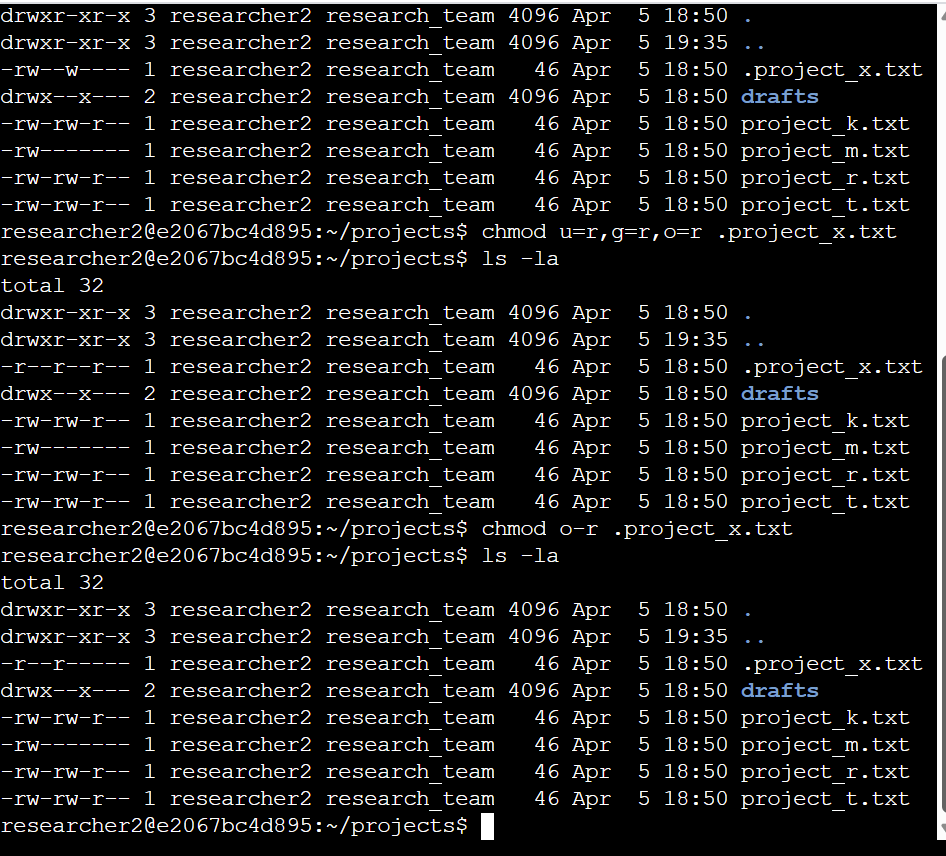 drwxr-xr-x 3 researcher2 research_team 4096 Apr  5 18:50 .
drwxr-xr-x 3 researcher2 research_team 4096 Apr  5 19:35 ..
-rw--w---- 1 researcher2 research_team   46 Apr  5 18:50 .project_x.txt
drwx--x--- 2 researcher2 research_team 4096 Apr  5 18:50 drafts
-rw-rw-r-- 1 researcher2 research_team   46 Apr  5 18:50 project_k.txt
-rw------- 1 researcher2 research_team   46 Apr  5 18:50 project_m.txt
-rw-rw-r-- 1 researcher2 research_team   46 Apr  5 18:50 project_r.txt
-rw-rw-r-- 1 researcher2 research_team   46 Apr  5 18:50 project_t.txt
researcher2@e2067bc4d895:~/projects$ chmod u=r,g=r,o=r .project_x.txt
researcher2@e2067bc4d895:~/projects$ ls -la
total 32
drwxr-xr-x 3 researcher2 research_team 4096 Apr  5 18:50 .
drwxr-xr-x 3 researcher2 research_team 4096 Apr  5 19:35 ..
-r--r--r-- 1 researcher2 research_team   46 Apr  5 18:50 .project_x.txt
drwx--x--- 2 researcher2 research_team 4096 Apr  5 18:50 drafts
-rw-rw-r-- 1 researcher2 research_team   46 Apr  5 18:50 project_k.txt
-rw------- 1 researcher2 research_team   46 Apr  5 18:50 project_m.txt
-rw-rw-r-- 1 researcher2 research_team   46 Apr  5 18:50 project_r.txt
-rw-rw-r-- 1 researcher2 research_team   46 Apr  5 18:50 project_t.txt
researcher2@e2067bc4d895:~/projects$ chmod o-r .project_x.txt
researcher2@e2067bc4d895:~/projects$ ls -la
total 32
drwxr-xr-x 3 researcher2 research_team 4096 Apr  5 18:50 .
drwxr-xr-x 3 researcher2 research_team 4096 Apr  5 19:35 ..
-r--r----- 1 researcher2 research_team   46 Apr  5 18:50 .project_x.txt
drwx--x--- 2 researcher2 research_team 4096 Apr  5 18:50 drafts
-rw-rw-r-- 1 researcher2 research_team   46 Apr  5 18:50 project_k.txt
-rw------- 1 researcher2 research_team   46 Apr  5 18:50 project_m.txt
-rw-rw-r-- 1 researcher2 research_team   46 Apr  5 18:50 project_r.txt
-rw-rw-r-- 1 researcher2 research_team   46 Apr  5 18:50 project_t.txt
researcher2@e2067bc4d895:~/projects$